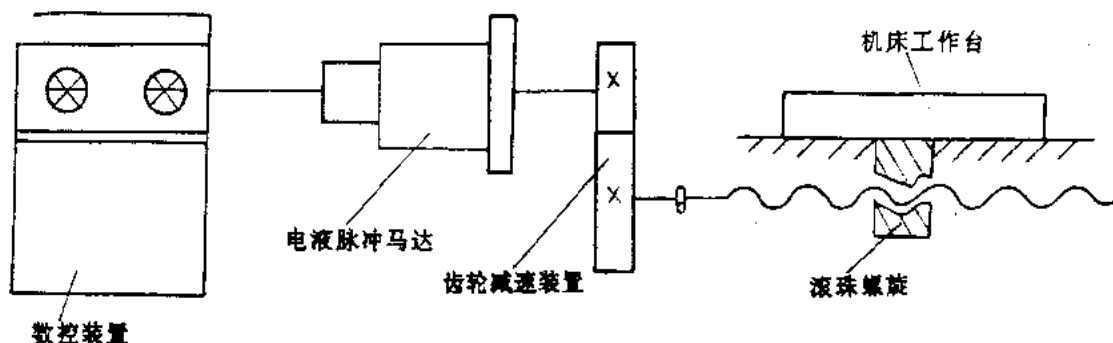 机床工作台
电液脉冲马达
齿轮减速装置
滚珠螺旋
数控装置